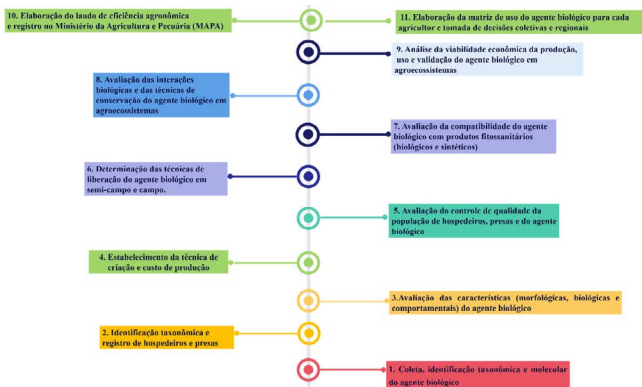 10. Elaboração do laudo de eficiência agronômica
e registro no Ministério da Agricultura e Pecuária (MAPA)
11. Elaboração da matriz de uso do agente biológico para cada
agricultor e tomada de decisões coletivas e regionais
9. Análise da viabilidade econômica da produção,
uso e validação do agente biológico em
agroecossistemas
8. Avaliação das interações
biológicas e das técnicas de
conservação do agente biológico em
agroecossistemas
7. Avaliação da compatibilidade do agente
biológico com produtos fitossanitários
(biológicos e sintéticos)
6. Determinação das técnicas de
liberação do agente biológico em
semi-campo e campo.
5. Avaliação do controle de qualidade da
população de hospedeiros, presas e do agente
biológico
4. Estabelecimento da técnica de
criação e custo de produção
3.Avaliação das características (morfológicas, biológicas e
comportamentais) do agente biológico
2. Identificação taxonômica e
registro de hospedeiros e presas
1. Coleta, identificação taxonômica e molecular
do agente biológico